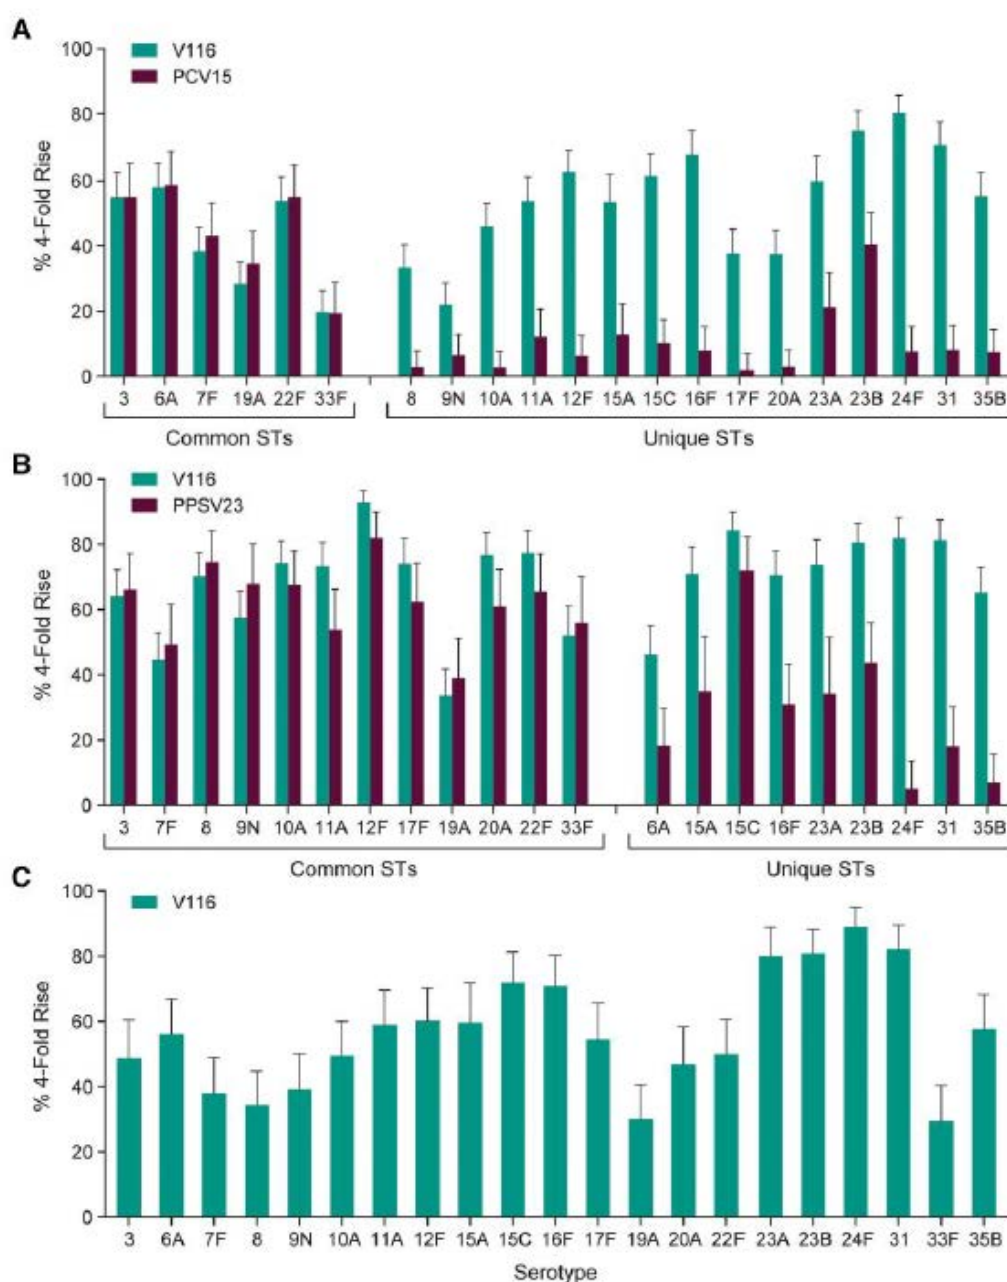 A
100
80
60
40
20
0
% 4-Fold Rise
V116
PCV15
3 6A 7F 19A 22F 33F 8 9N 10A 11A 12F 15A 15C 16F 17F 20A 23A 23B 24F 31 35B
Common STs Unique STs
B
100
80
60
40
20
0
% 4-Fold Rise
V116
PPSV23
3 7F 8 9N 10A 11A 12F 17F 19A 20A 22F 33F 6A 15A 15C 16F 23A 23B 24F 31 35B
Common STs Unique STs
C
100
80
60
40
20
0
% 4-Fold Rise
V116
3 6A 7F 8 9N 10A 11A 12F 15A 15C 16F 17F 19A 20A 22F 23A 23B 24F 31 33F 35B
Serotype